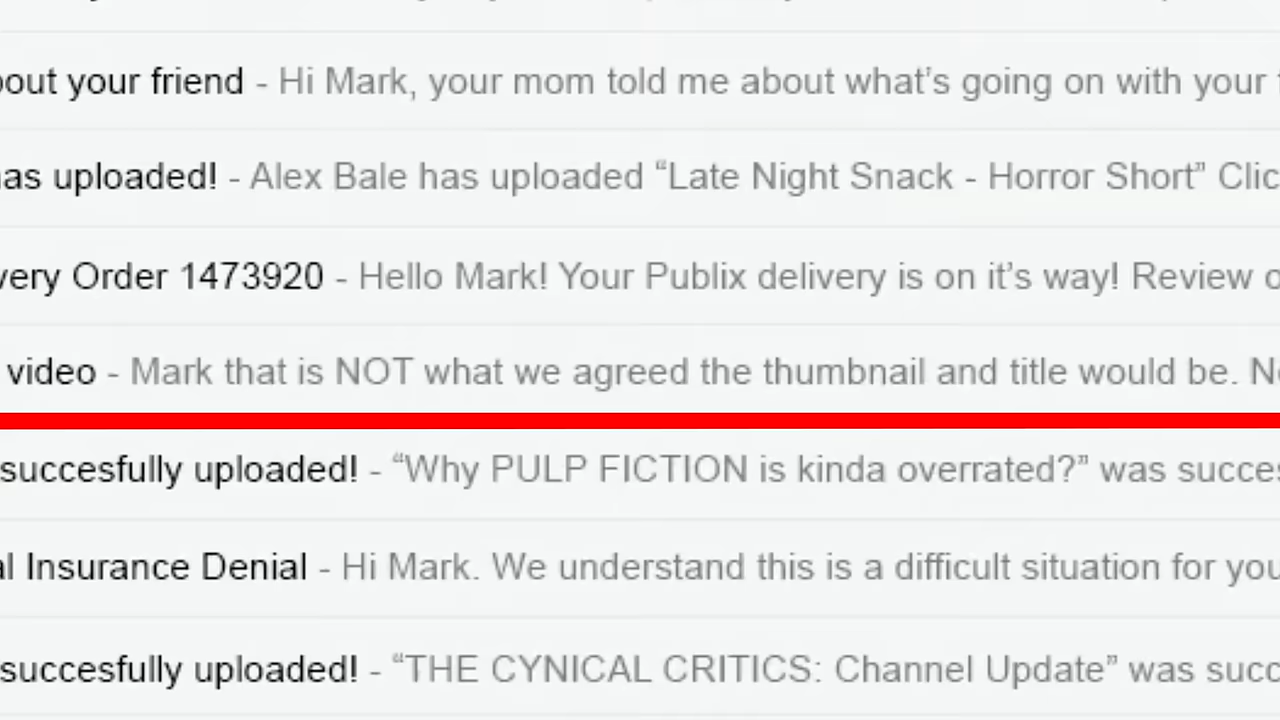 out your friend - Hi Mark, your mom told me about what's going on with your
as uploaded! - Alex Bale has uploaded “Late Night Snack - Horror Short” Clic
very Order 1473920 - Hello Mark! Your Publix delivery is on it's way! Review o
video - Mark that is NOT what we agreed the thumbnail and title would be. No
succesfully uploaded! - “Why PULP FICTION is kinda overrated?” was succes
al Insurance Denial - Hi Mark. We understand this is a difficult situation for you
succesfully uploaded! - “THE CYNICAL CRITICS: Channel Update” was succ